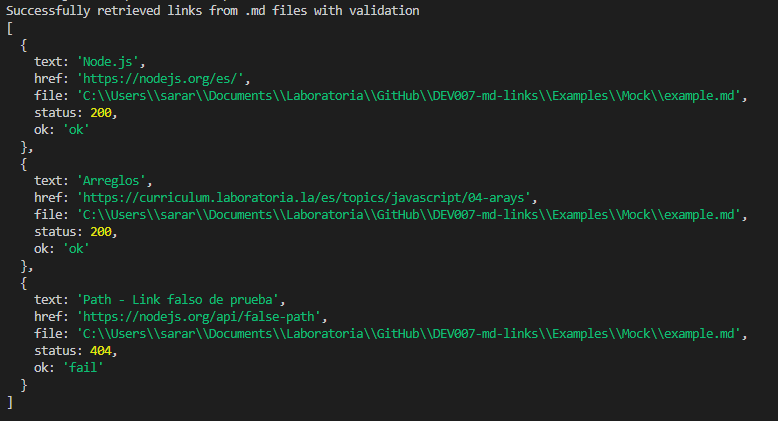 Successfully retrieved links from .md files with validation
[
  {
    text: 'Node.js',
    href: 'https://nodejs.org/es/',
    file: 'C:\\Users\\sarar\\Documents\\Laboratoria\\GitHub\\DEV007-md-links\\Examples\\Mock\\example.md',
    status: 200,
    ok: 'ok'
  },
  {
    text: 'Arreglos',
    href: 'https://curriculum.laboratoria.la/es/topics/javascript/04-arays',
    file: 'C:\\Users\\sarar\\Documents\\Laboratoria\\GitHub\\DEV007-md-links\\Examples\\Mock\\example.md',
    status: 200,
    ok: 'ok'
  },
  {
    text: 'Path - Link falso de prueba',
    href: 'https://nodejs.org/api/false-path',
    file: 'C:\\Users\\sarar\\Documents\\Laboratoria\\GitHub\\DEV007-md-links\\Examples\\Mock\\example.md',
    status: 404,
    ok: 'fail'
  }
]